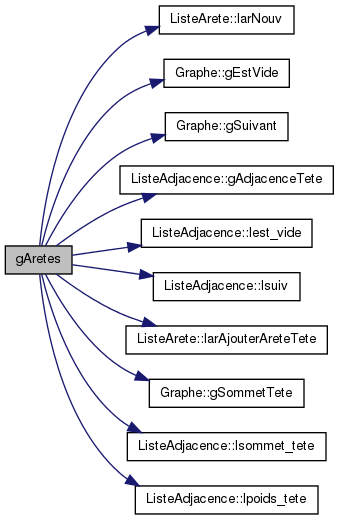 ListeArete::larNouv
Graphe::gEstVide
Graphe::gSuivant
ListeAdjacence::gAdjacenceTete
ListeAdjacence::lest_vide
gAretes
ListeAdjacence::lsuiv
ListeArete::larAjouterAreteTete
Graphe::gSommetTete
ListeAdjacence::lsommet_tete
ListeAdjacence::lpoids_tete